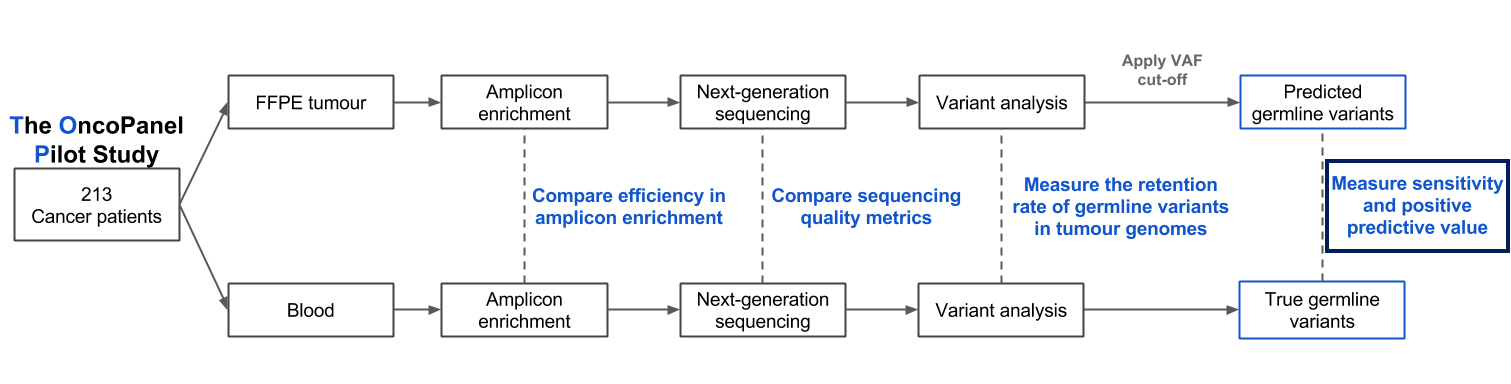 The OncoPanel
Pilot Study
213
Cancer patients
FFPE tumour
Amplicon
enrichment
Next-generation
sequencing
Variant analysis
Apply VAF
cut-off
Predicted
germline variants
Compare efficiency in
amplicon enrichment
Compare sequencing
quality metrics
Measure the retention
rate of germline variants
in tumour genomes
Measure sensitivity
and positive
predictive value
Blood
Amplicon
enrichment
Next-generation
sequencing
Variant analysis
True germline
variants